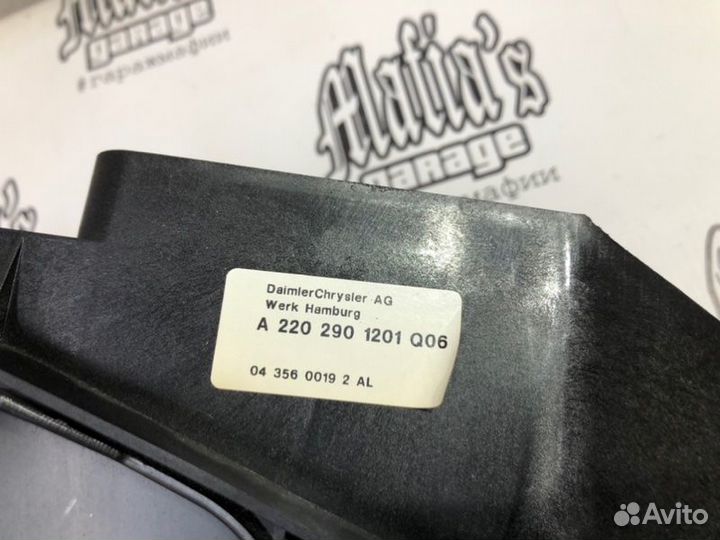 Mafia's
garage
#гаражмафии
Mafia's
garage
#гаражмафии
DaimlerChrysler AG
Werk Hamburg
A 220 290 1201 Q06
04 356 0019 2 AL
Avito